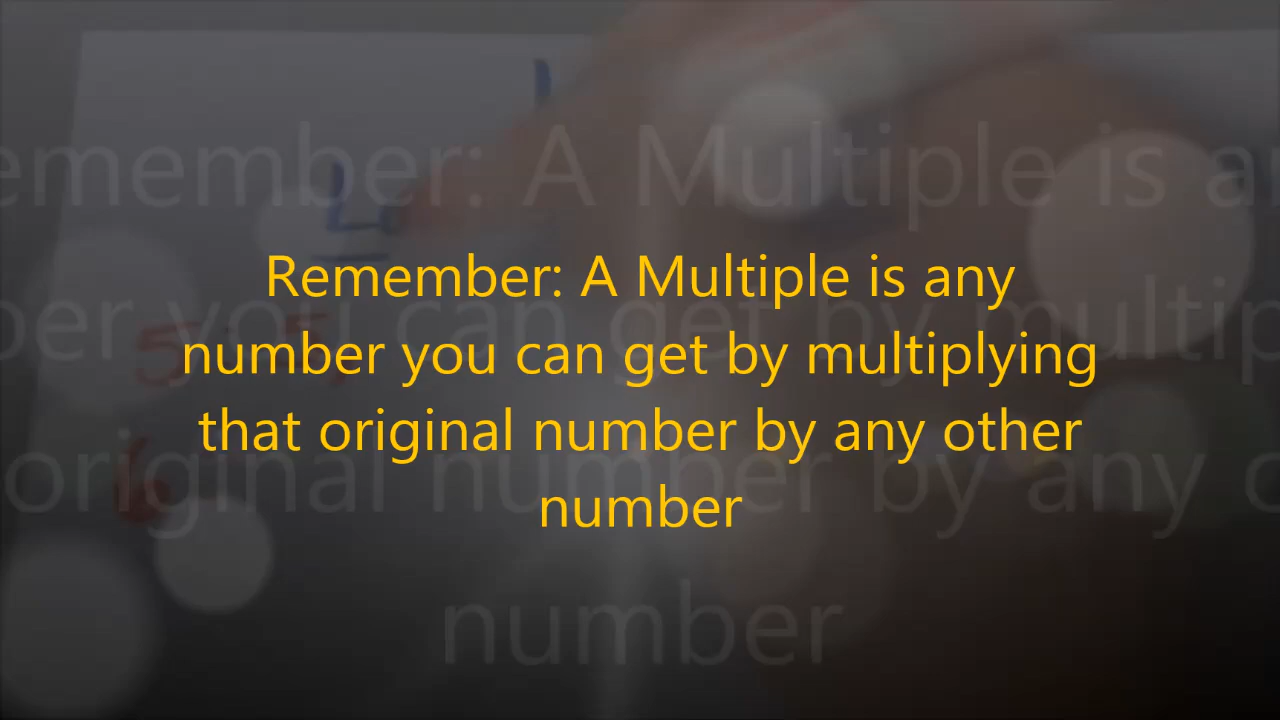 Remember: A Multiple is any
number you can get by multiplying
that original number by any other
number